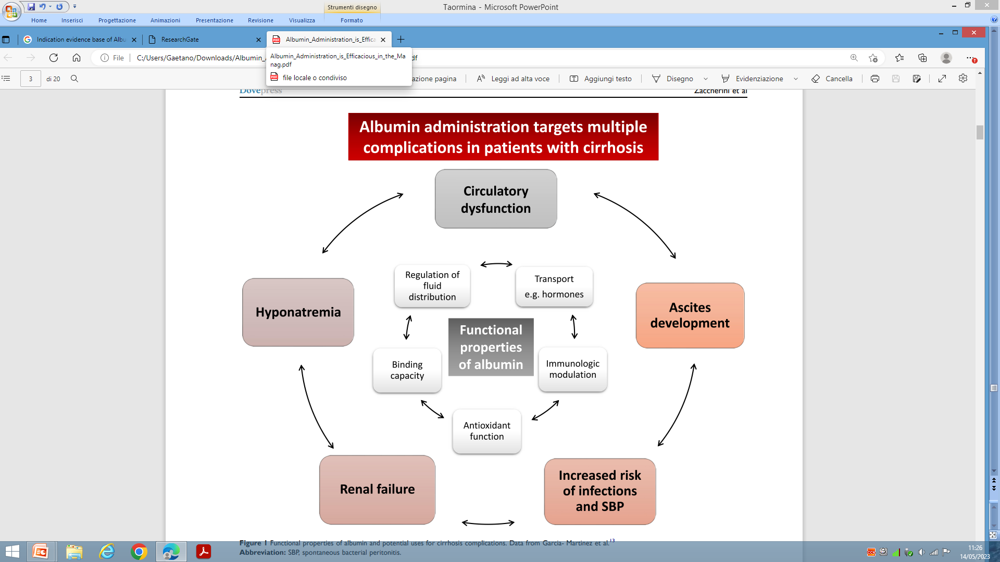 Strumenti disegno
Taormina - Microsoft PowerPoint
Home
Inserisci
Progettazione
Animazioni
Presentazione
Revisione
Visualizza
Formato
Indication evidence base of Albu
ResearchGate
Albumin_Administration_is_Effica
File
C:/Users/Gaetano/Downloads/Albumin_A
df
Albumin_Administration_is_Efficacious_in_the_Ma
nag.pdf
file locale o condiviso
3
di 20
azione pagina
Leggi ad alta voce
Aggiungi testo
Disegno
Evidenziazione
Cancella
Dovepress
Zaccherini et al
Albumin administration targets multiple
complications in patients with cirrhosis
Circulatory
dysfunction
Regulation of
fluid
distribution
Transport
e.g. hormones
Hyponatremia
Ascites
development
Functional
properties
of albumin
Binding
capacity
Immunologic
modulation
Antioxidant
function
Renal failure
Increased risk
of infections
and SBP
Figure 1 Functional properties of albumin and potential uses for cirrhosis complications. Data from Garcia- Martinez et al.13
Abbreviation: SBP, spontaneous bacterial peritonitis.
11:26
14/05/2023